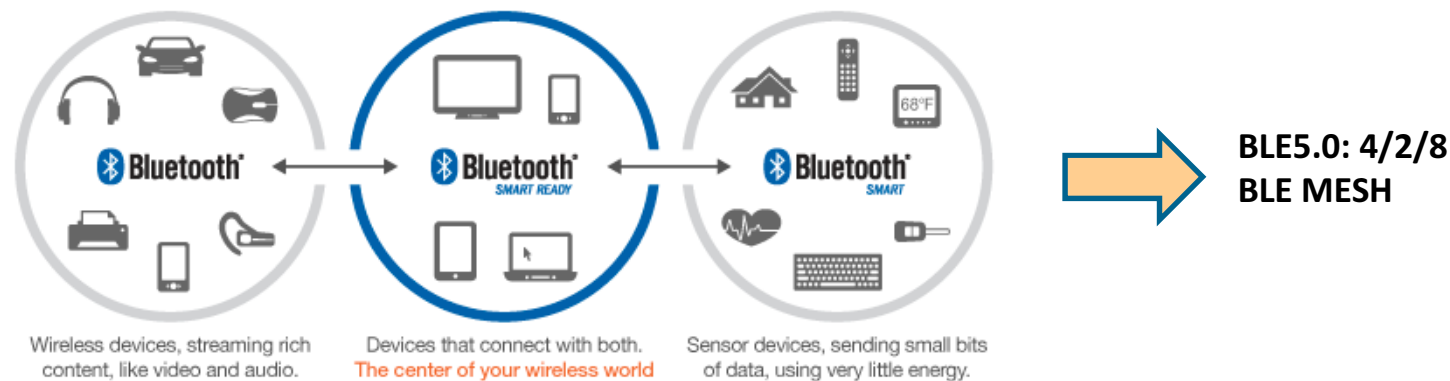 68°F
Bluetooth
Bluetooth
SMART READY
Bluetooth
SMART
BLE5.0: 4/2/8
BLE MESH
Wireless devices, streaming rich
content, like video and audio.
Devices that connect with both.
The center of your wireless world
Sensor devices, sending small bits
of data, using very little energy.